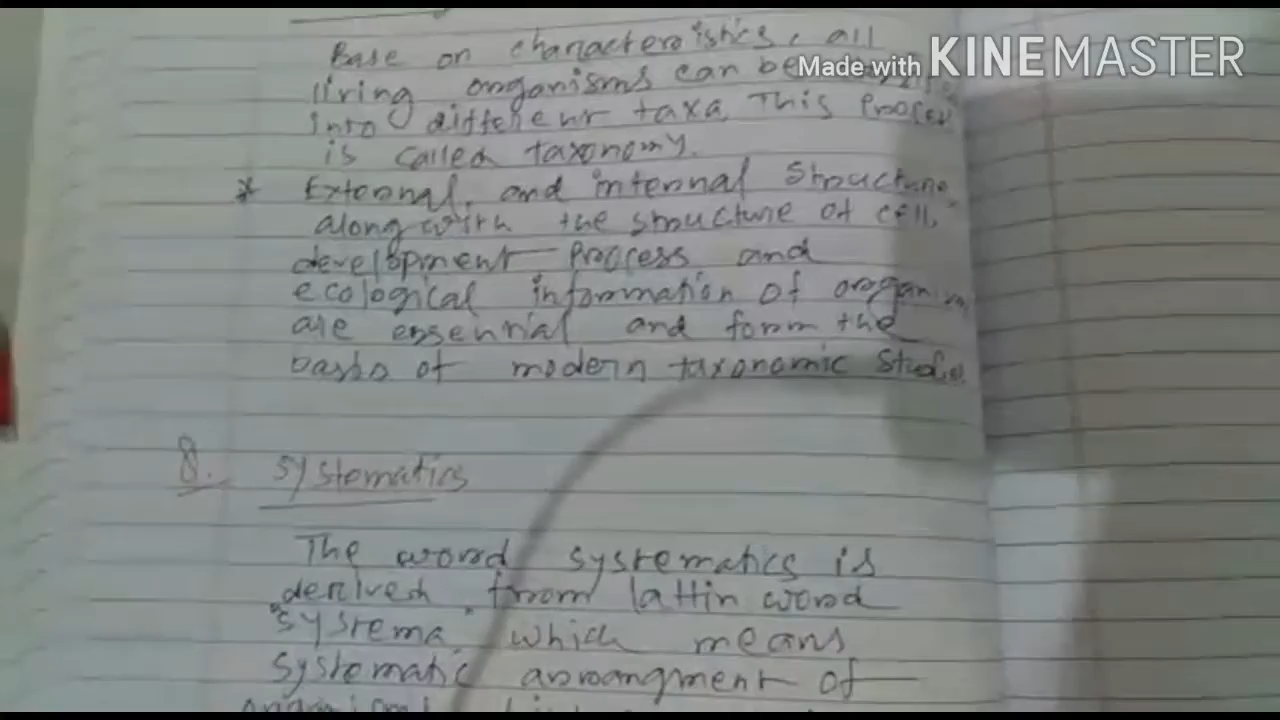 Base on characteristics, all
Made with KINEMASTER
living organisms can be
into different taxa. This Process
is called taxonomy.
* External, and internal Structure
along with the structure of cell,
development Process and
ecological information of organism
are essential and form the
basis of modern taxonomic Studies
8. Systematics
The word systematics is
derived from lattin word
"systema" which means
systematic arrangment of